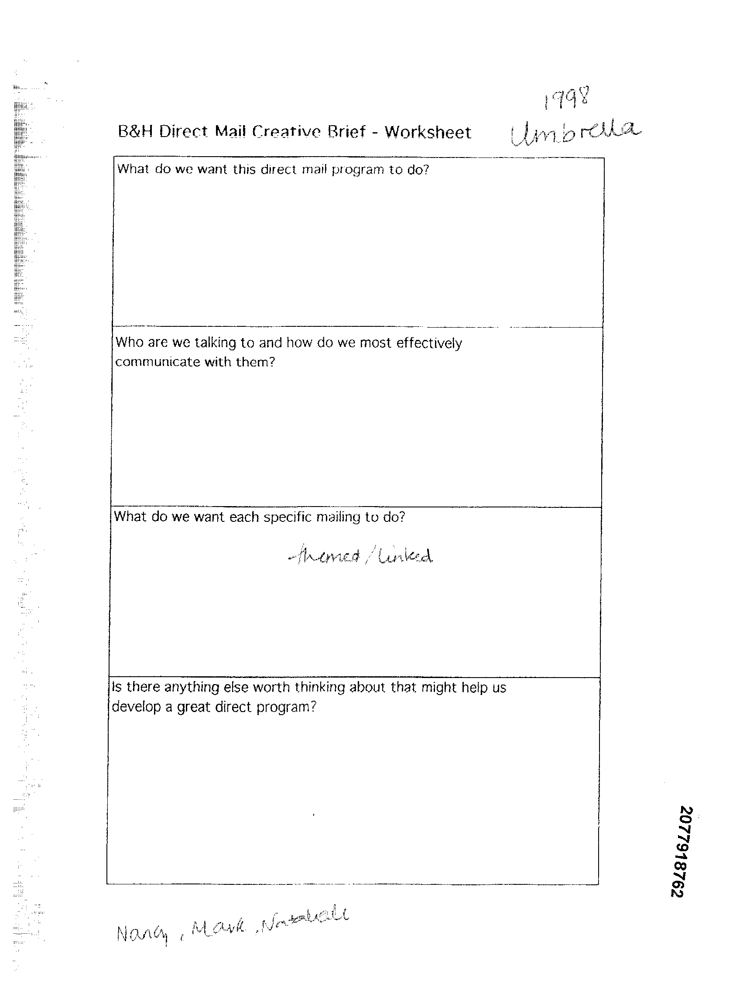 1998
B&H Direct Mail Creative Brief - Worksheet
Umbrella
What do we want this direct mail program to do?
Who are we talking to and how do we most effectively
communicate with them?
What do we want each specific mailing to do?
themed/linked
Is there anything else worth thinking about that might help us
develop a great direct program?
2077918762
Nancy, Mark,